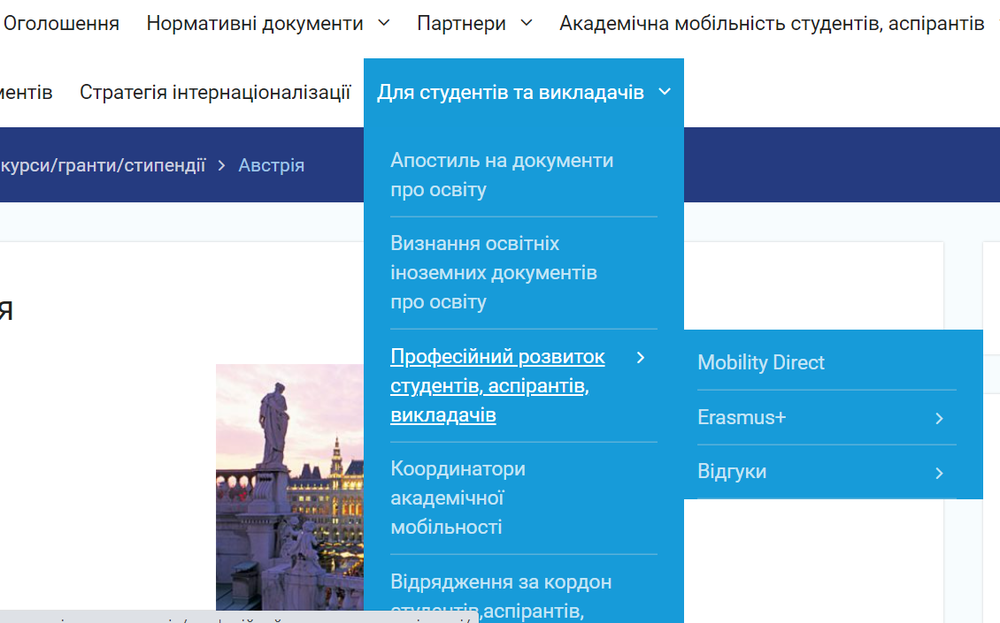 Оголошення Нормативні документи Партнери Академічна мобільність студентів, аспірантів
Стратегія інтернаціоналізації Для студентів та викладачів
курси/гранти/стипендії > Австрія
Апостиль на документи
про освіту
Визнання освітніх
іноземних документів
про освіту
я
Професійний розвиток
студентів, аспірантів,
викладачів
Mobility Direct
Erasmus+
Відгуки
Координатори
академічної
мобільності
Відрядження за кордон
студентів,аспірантів,